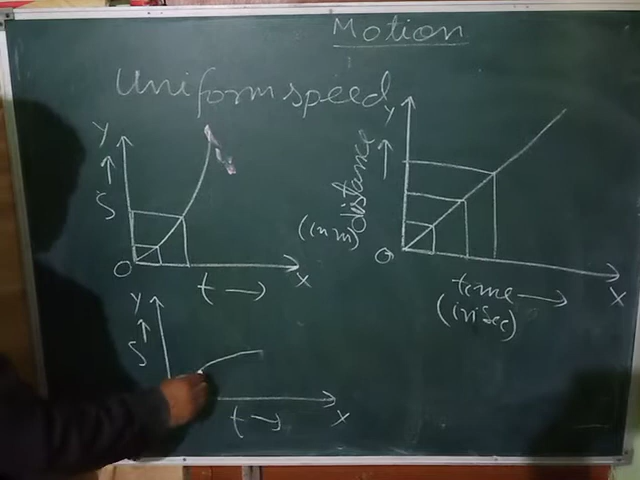 Motion
Uniform speed
Y
S
O
t
X
Y
distance
(in m)
O
time
(in sec)
X
Y
S
t
X